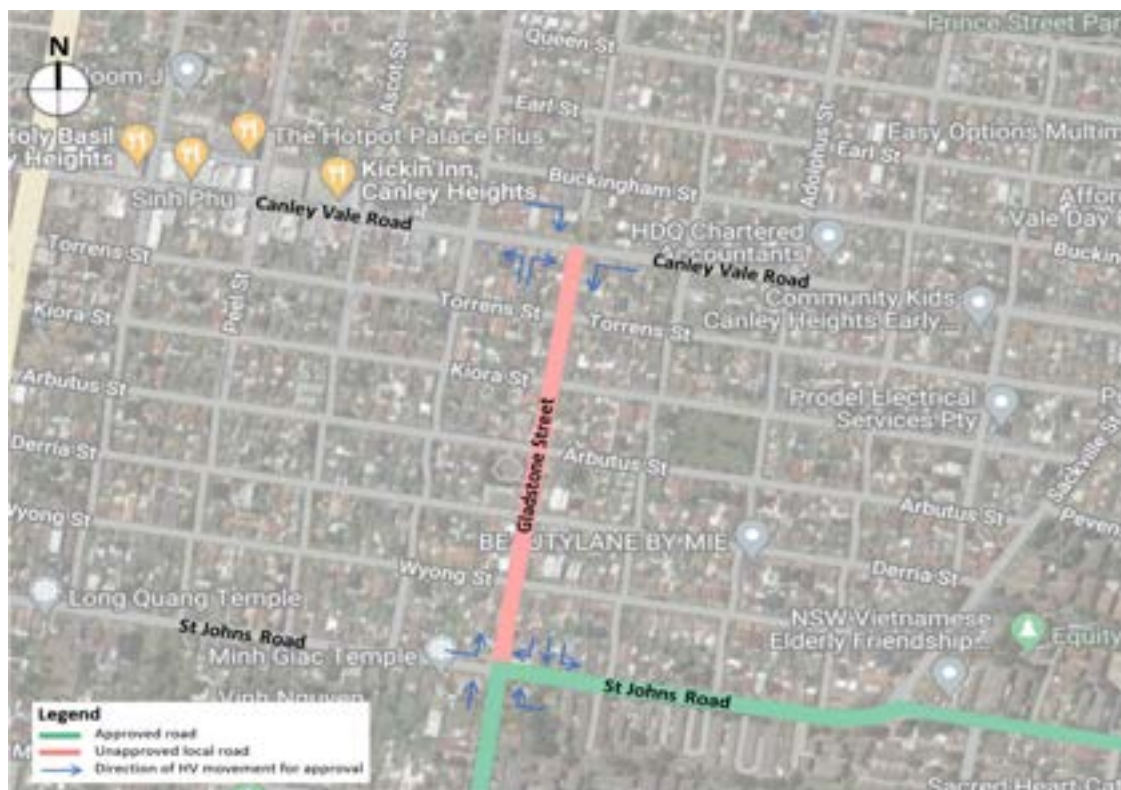 Prince Street Par
Queen St
N
Joom J
Ascot St
Earl St
Adolphus St
Easy Options Multim
Earl St
Holy Basil
y Heights
The Hotpot Palace Plus
Kickin Inn,
Canley Heights
Buckingham St
Sinh Phu
Canley Vale Road
HDQ Chartered
Accountants
Afford
Vale Day
Bucking
Canley Vale Road
Torrens St
Peel St
Torrens St
Torrens St
Community Kids
Canley Heights Early...
Kiora St
Kiora St
Arbutus St
Prodel Electrical
Services Pty
Gladstone Street
Derria St
Arbutus St
Sackville St
Arbutus St
Peven
Wyong St
BEAUTYLANE BY MIE
Wyong St
Derria St
Long Quang Temple
NSW-Vietnamese
Elderly Friendship...
Equity
St Johns Road
Minh Giac Temple
St Johns Road
Vinh Nguyen
Legend
Approved road
Unapproved local road
Direction of HV movement for approval
Sacred Heart Cat